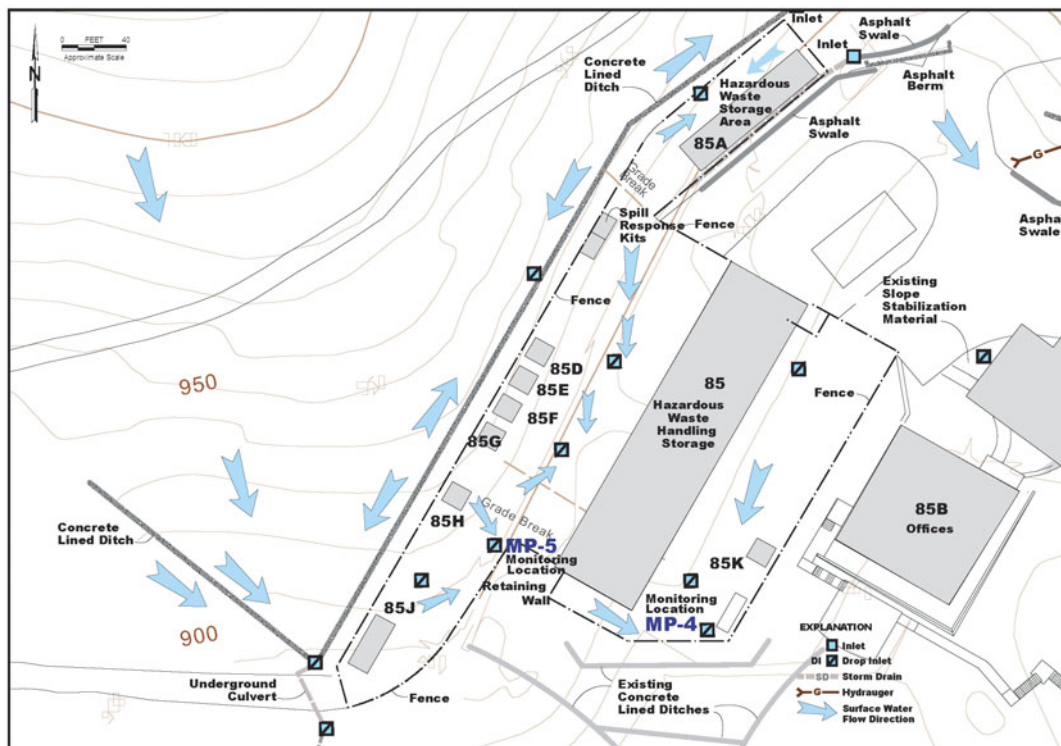 N
0 FEET 40
Approximate Scale
Inlet
Concrete
Lined
Ditch
Hazardous
Waste
Storage
Area
85A
Inlet
Asphalt
Swale
Asphalt
Berm
Asphalt
Swale
G
Asphalt
Swale
Grade
Break
Spill
Response
Kits
Fence
Fence
Existing
Slope
Stabilization
Material
950
85D
85E
85F
85G
85
Hazardous
Waste
Handling
Storage
Fence
85B
Offices
85H
Grade Break
Concrete
Lined Ditch
MP-5
Monitoring
Location
Retaining
Wall
85K
Monitoring
Location
MP-4
85J
900
Underground
Culvert
Fence
Existing
Concrete
Lined Ditches
EXPLANATION
Inlet
DI Drop Inlet
SD Storm Drain
G Hydrauger
Surface Water
Flow Direction